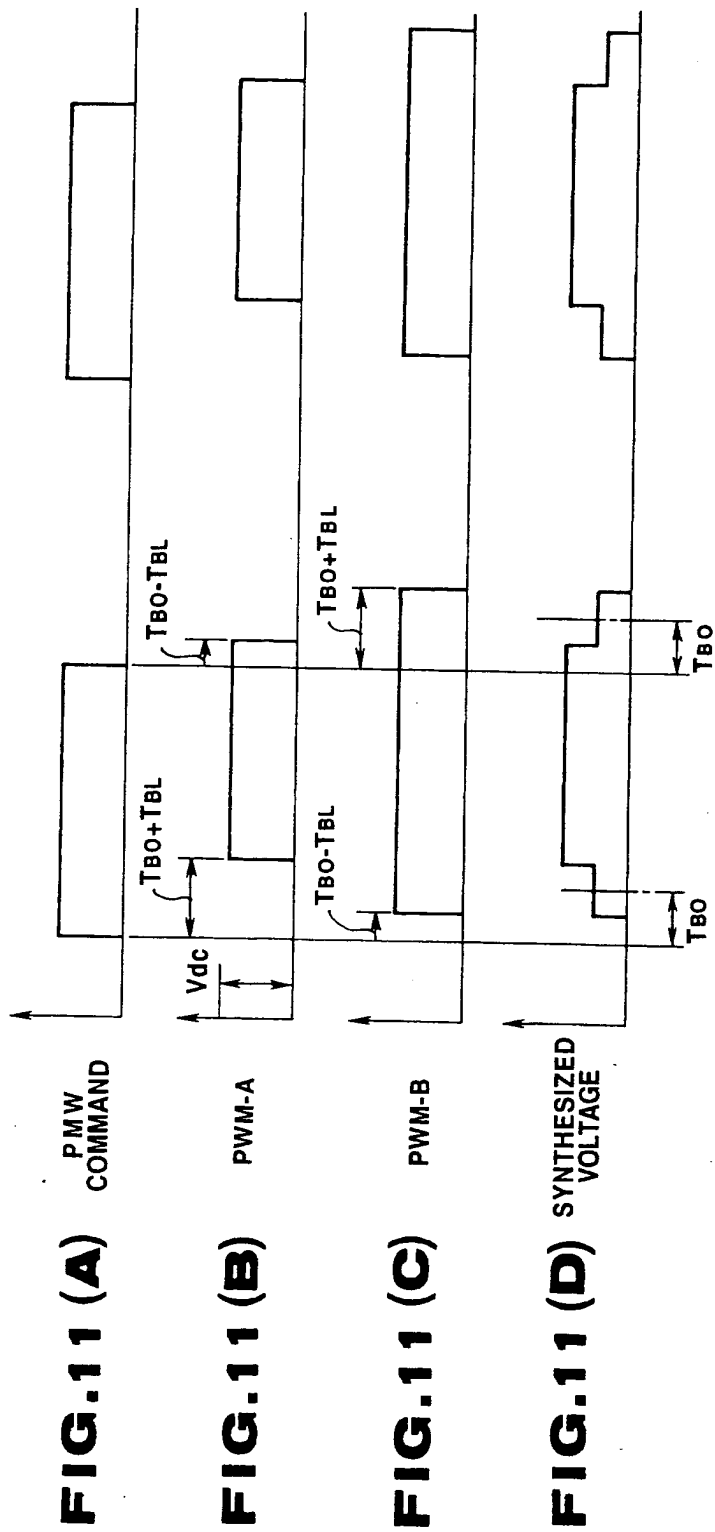 FIG.11 (A)
PMW
COMMAND
FIG.11 (B)
PWM-A
Vdc
TBO+TBL
TBO-TBL
FIG.11 (C)
PWM-B
TBO-TBL
TBO+TBL
FIG.11 (D)
SYNTHESIZED
VOLTAGE
TBO
TBO